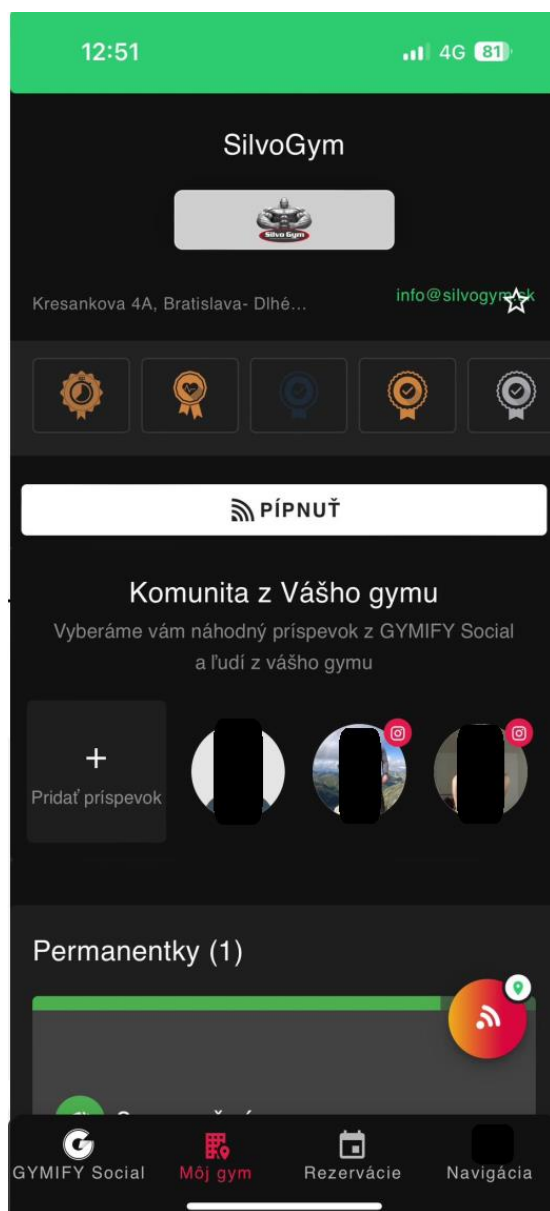 12:51
4G 81
SilvoGym
Silvo Gym
Kresankova 4A, Bratislava- Dlhé...
info@silvogym.sk
PÍPNUŤ
Komunita z Vášho gymu
Vyberáme vám náhodný príspevok z GYMIFY Social
a ľudí z vášho gymu
+
Pridať príspevok
Permanentky (1)
GYMIFY Social Môj gym Rezervácie Navigácia